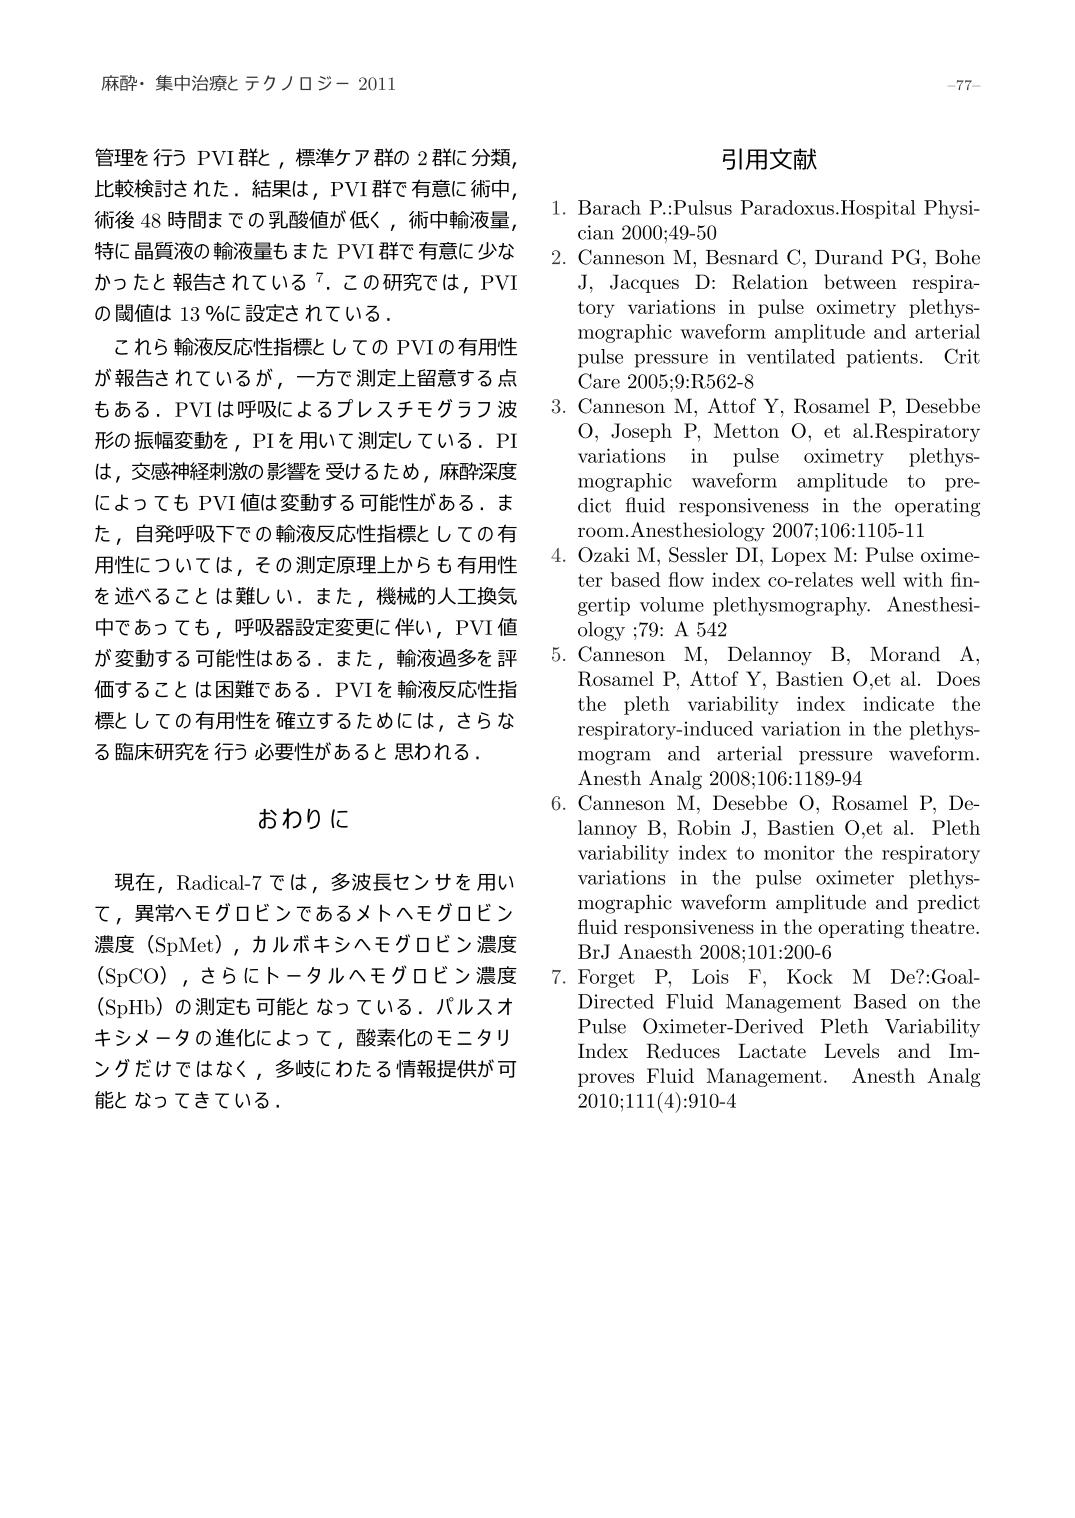 麻酔・集中治療とテクノロジー 2011
–77–
管理を行う PVI 群と，標準ケア群の 2 群に分類，
比較検討された．結果は，PVI 群で有意に術中，
術後 48 時間までの乳酸値が低く，術中輸液量，
特に晶質液の輸液量もまた PVI 群で有意に少な
かったと報告されている 7．この研究では，PVI
の閾値は 13 %に設定されている．
これら輸液反応性指標としての PVI の有用性
が報告されているが，一方で測定上留意する点
もある．PVI は呼吸によるプレスチモグラフ波
形の振幅変動を，PI を用いて測定している．PI
は，交感神経刺激の影響を受けるため，麻酔深度
によっても PVI 値は変動する可能性がある．ま
た，自発呼吸下での輸液反応性指標としての有
用性については，その測定原理上からも有用性
を述べることは難しい．また，機械的人工換気
中であっても，呼吸器設定変更に伴い，PVI 値
が変動する可能性はある．また，輸液過多を評
価することは困難である．PVI を輸液反応性指
標としての有用性を確立するためには，さらな
る臨床研究を行う必要性があると思われる．
おわりに
現在，Radical-7 では，多波長センサを用い
て，異常ヘモグロビンであるメトヘモグロビン
濃度（SpMet），カルボキシヘモグロビン濃度
（SpCO），さらにトータルヘモグロビン濃度
（SpHb）の測定も可能となっている．パルスオ
キシメータの進化によって，酸素化のモニタリ
ングだけではなく，多岐にわたる情報提供が可
能となってきている．
引用文献
1. Barach P.:Pulsus Paradoxus.Hospital Physi-
cian 2000;49-50
2. Canneson M, Besnard C, Durand PG, Bohe
J, Jacques D: Relation between respira-
tory variations in pulse oximetry plethys-
mographic waveform amplitude and arterial
pulse pressure in ventilated patients. Crit
Care 2005;9:R562-8
3. Canneson M, Attof Y, Rosamel P, Desebbe
O, Joseph P, Metton O, et al.Respiratory
variations in pulse oximetry plethys-
mographic waveform amplitude to pre-
dict fluid responsiveness in the operating
room.Anesthesiology 2007;106:1105-11
4. Ozaki M, Sessler DI, Lopex M: Pulse oxime-
ter based flow index co-relates well with fin-
gertip volume plethysmography. Anesthesi-
ology ;79: A 542
5. Canneson M, Delannoy B, Morand A,
Rosamel P, Attof Y, Bastien O,et al. Does
the pleth variability index indicate the
respiratory-induced variation in the plethys-
mogram and arterial pressure waveform.
Anesth Analg 2008;106:1189-94
6. Canneson M, Desebbe O, Rosamel P, De-
lannoy B, Robin J, Bastien O,et al. Pleth
variability index to monitor the respiratory
variations in the pulse oximeter plethys-
mographic waveform amplitude and predict
fluid responsiveness in the operating theatre.
BrJ Anaesth 2008;101:200-6
7. Forget P, Lois F, Kock M De?:Goal-
Directed Fluid Management Based on the
Pulse Oximeter-Derived Pleth Variability
Index Reduces Lactate Levels and Im-
proves Fluid Management. Anesth Analg
2010;111(4):910-4